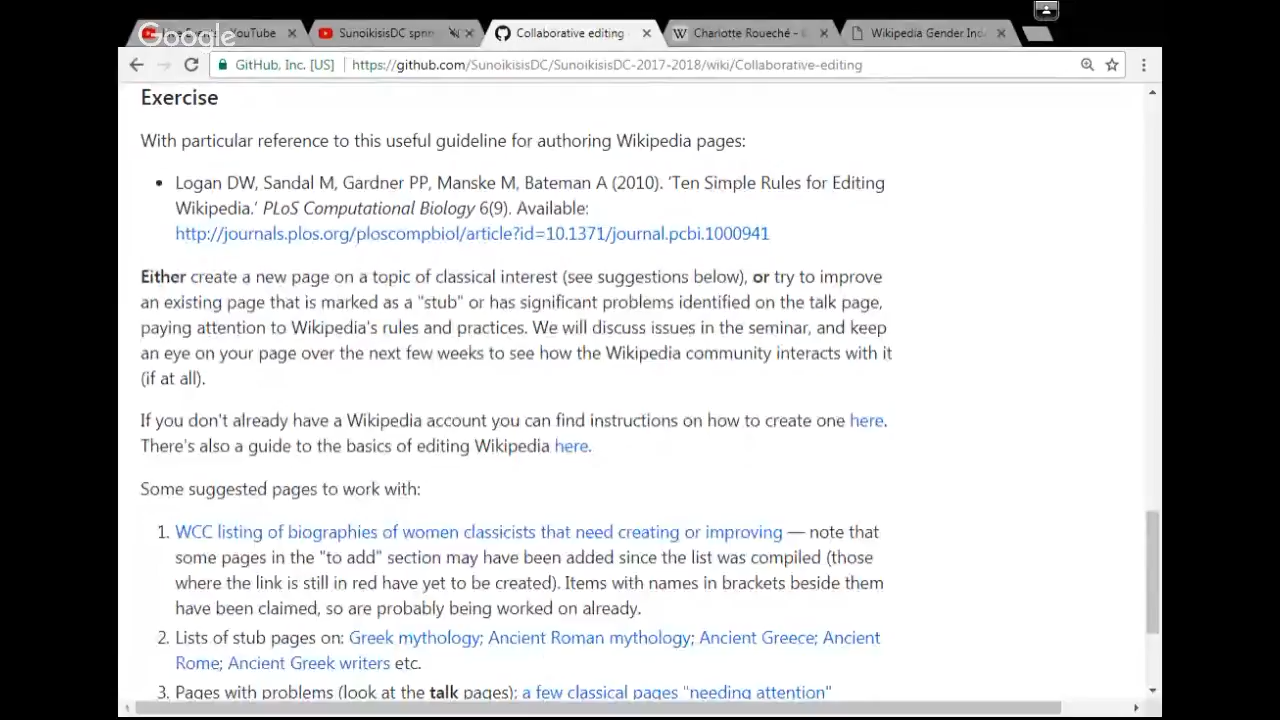 Google
YouTube
SunoikisisDC
Collaborative editing
Charlotte Roueché -
Wikipedia Gender Ind
GitHub, Inc. [US] https://github.com/SunoikisisDC/SunoikisisDC-2017-2018/wiki/Collaborative-editing
Exercise
With particular reference to this useful guideline for authoring Wikipedia pages:
• Logan DW, Sandal M, Gardner PP, Manske M, Bateman A (2010). 'Ten Simple Rules for Editing
Wikipedia.' PLoS Computational Biology 6(9). Available:
http://journals.plos.org/ploscompbiol/article?id=10.1371/journal.pcbi.1000941
Either create a new page on a topic of classical interest (see suggestions below), or try to improve
an existing page that is marked as a "stub" or has significant problems identified on the talk page,
paying attention to Wikipedia's rules and practices. We will discuss issues in the seminar, and keep
an eye on your page over the next few weeks to see how the Wikipedia community interacts with it
(if at all).
If you don't already have a Wikipedia account you can find instructions on how to create one here.
There's also a guide to the basics of editing Wikipedia here.
Some suggested pages to work with:
1. WCC listing of biographies of women classicists that need creating or improving — note that
some pages in the "to add" section may have been added since the list was compiled (those
where the link is still in red have yet to be created). Items with names in brackets beside them
have been claimed, so are probably being worked on already.
2. Lists of stub pages on: Greek mythology; Ancient Roman mythology; Ancient Greece; Ancient
Rome; Ancient Greek writers etc.
3. Pages with problems (look at the talk pages): a few classical pages "needing attention"